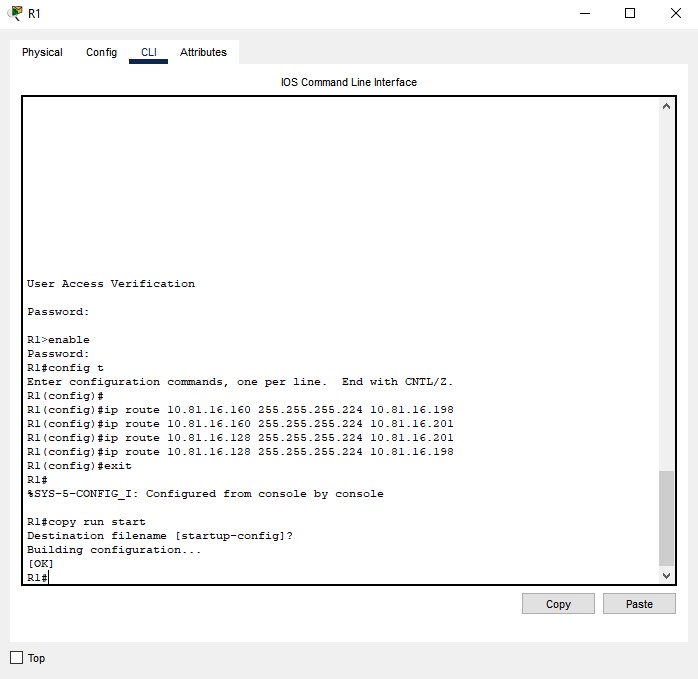 R1
Physical Config CLI Attributes
IOS Command Line Interface
User Access Verification
Password:
R1>enable
Password:
R1#config t
Enter configuration commands, one per line.  End with CNTL/Z.
R1(config)#
R1(config)#ip route 10.81.16.160 255.255.255.224 10.81.16.198
R1(config)#ip route 10.81.16.160 255.255.255.224 10.81.16.201
R1(config)#ip route 10.81.16.128 255.255.255.224 10.81.16.201
R1(config)#ip route 10.81.16.128 255.255.255.224 10.81.16.198
R1(config)#exit
R1#
%SYS-5-CONFIG_I: Configured from console by console
R1#copy run start
Destination filename [startup-config]?
Building configuration...
[OK]
R1#
Copy Paste
Top